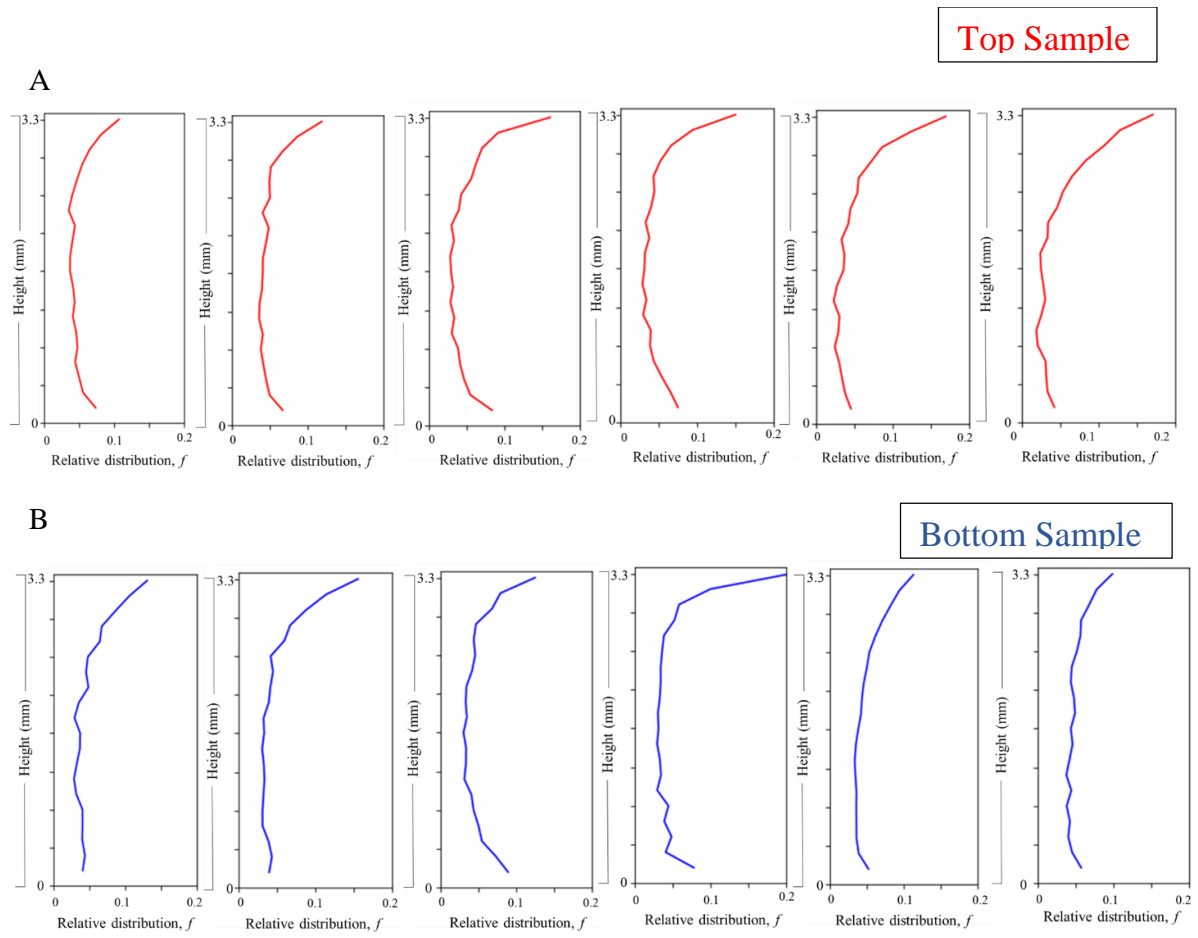 Top Sample
A
3.3 3.3 3.3 3.3 3.3 3.3
Height (mm) Height (mm) Height (mm) Height (mm) Height (mm) Height (mm)
0 0 0 0 0 0
0 0.1 0.2 0 0.1 0.2 0 0.1 0.2 0 0.1 0.2 0 0.1 0.2 0 0.1 0.2
Relative distribution, f Relative distribution, f Relative distribution, f Relative distribution, f Relative distribution, f Relative distribution, f
B
Bottom Sample
3.3 3.3 3.3 3.3 3.3 3.3
Height (mm) Height (mm) Height (mm) Height (mm) Height (mm) Height (mm)
0 0 0 0 0 0
0 0.1 0.2 0 0.1 0.2 0 0.1 0.2 0 0.1 0.2 0 0.1 0.2 0 0.1 0.2
Relative distribution, f Relative distribution, f Relative distribution, f Relative distribution, f Relative distribution, f Relative distribution, f